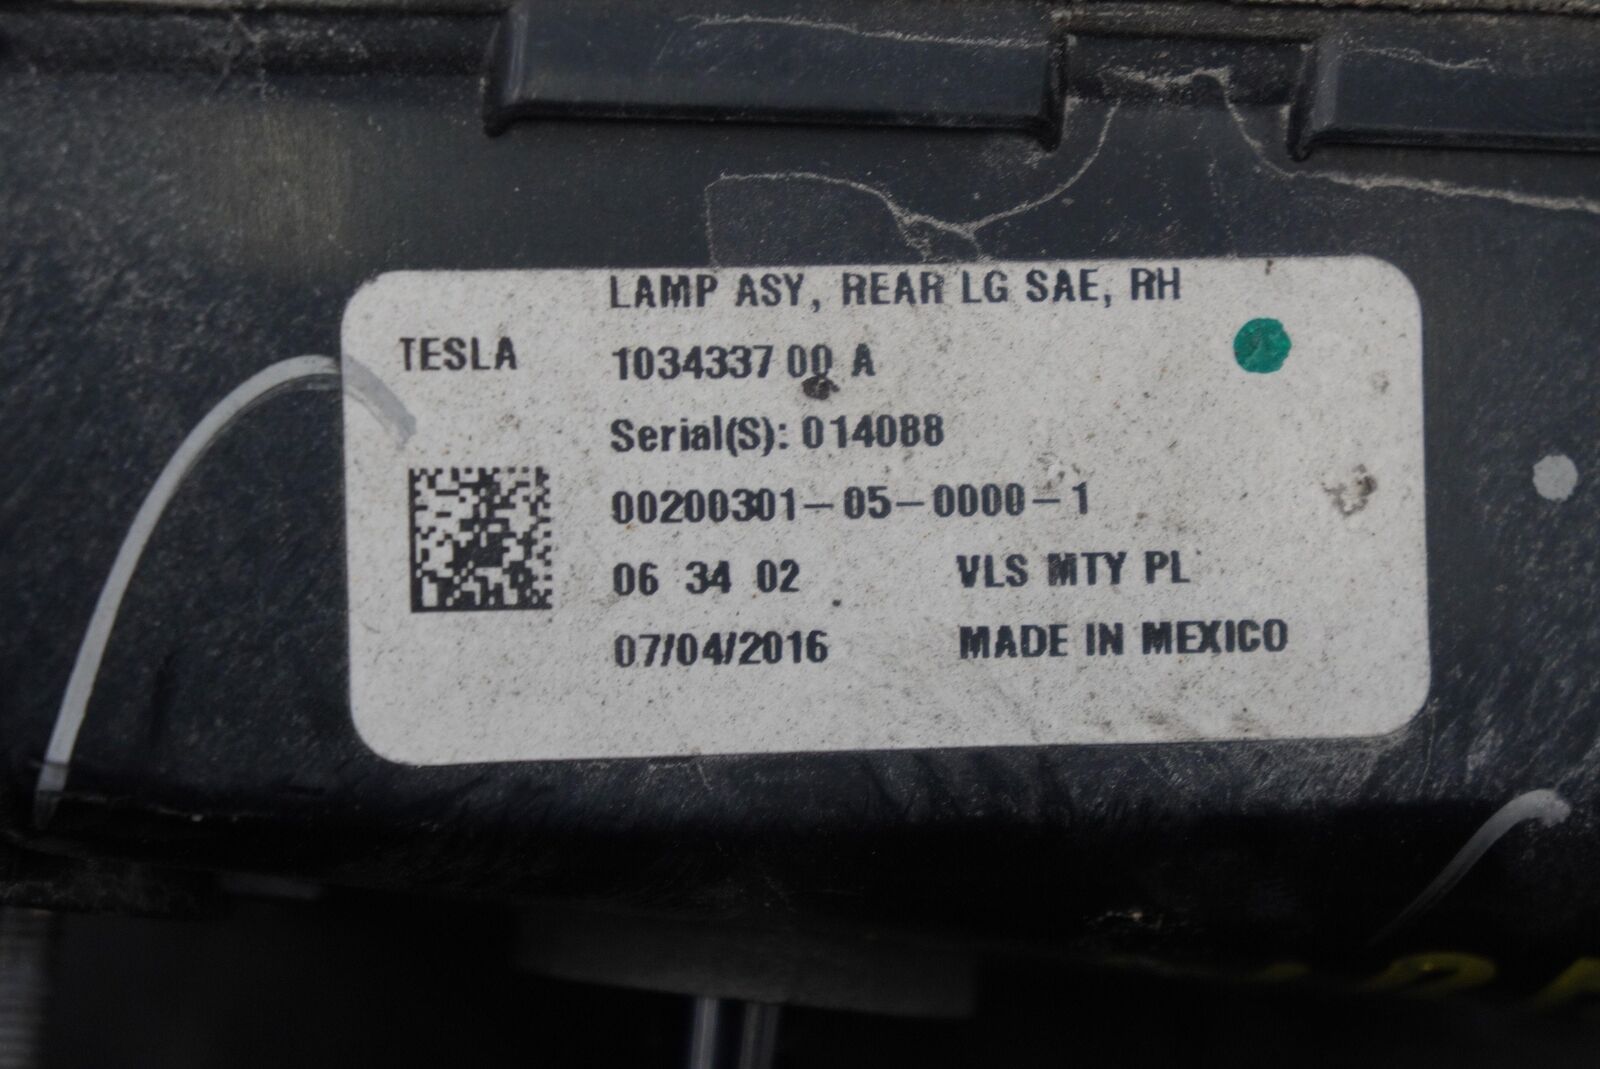 LAMP ASY, REAR LG SAE, RH
TESLA
1034337 00 A
Serial(S): 014088
00200301-05-0000-1
06 34 02 VLS MTY PL
07/04/2016 MADE IN MEXICO